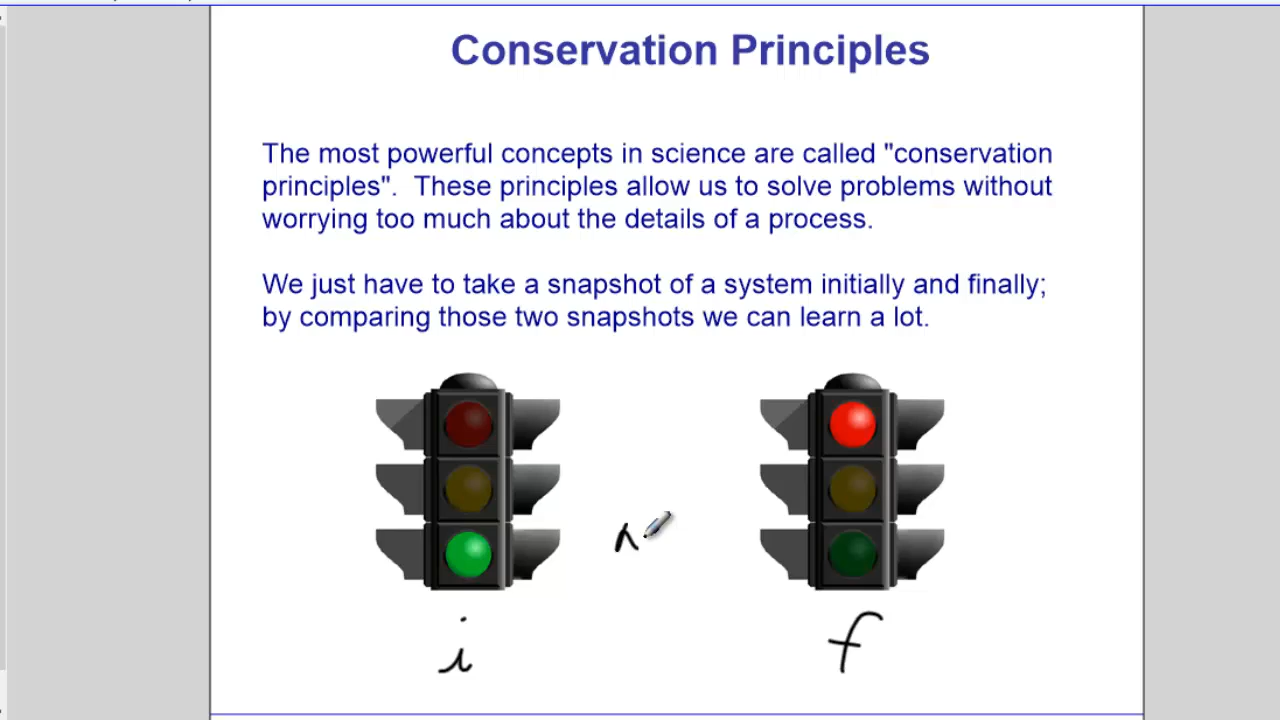 Conservation Principles
The most powerful concepts in science are called "conservation
principles". These principles allow us to solve problems without
worrying too much about the details of a process.
We just have to take a snapshot of a system initially and finally;
by comparing those two snapshots we can learn a lot.
i
f